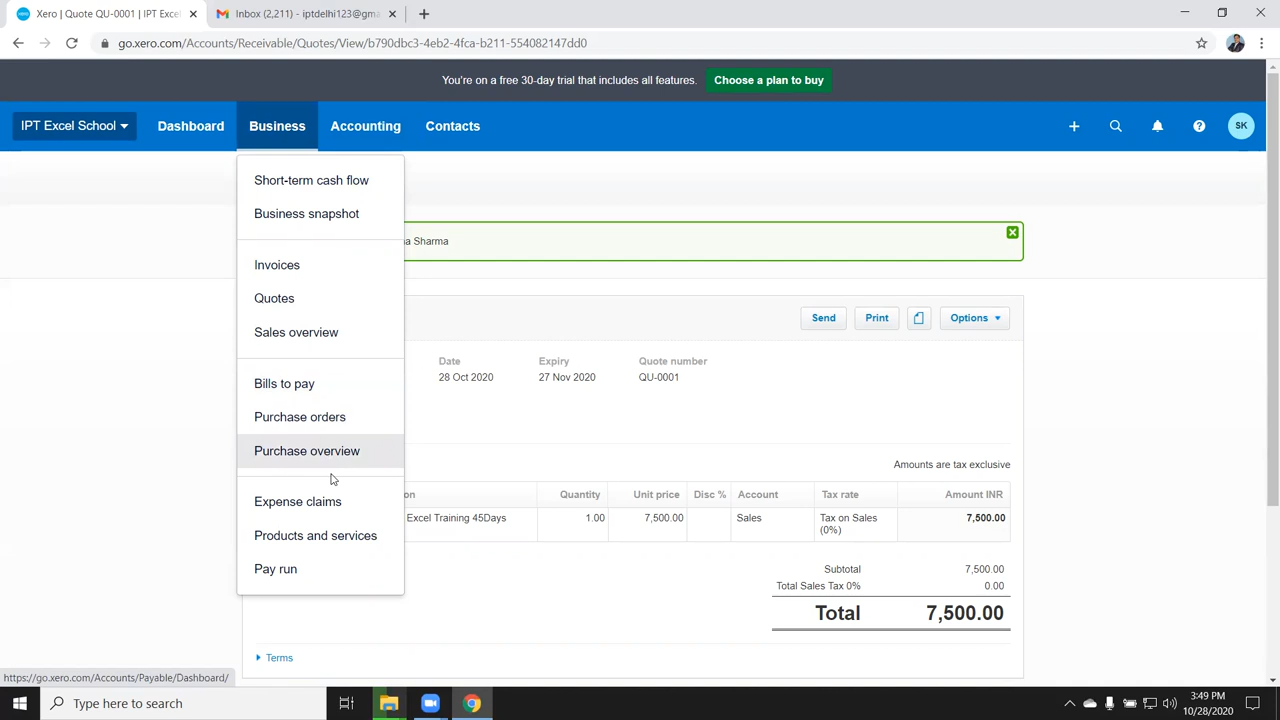 Xero | Quote QU-0001 | IPT Excel
Inbox (2,211) - iptdelhi123@gma
go.xero.com/Accounts/Receivable/Quotes/View/b790dbc3-4eb2-4fca-b211-554082147dd0
You're on a free 30-day trial that includes all features. Choose a plan to buy
IPT Excel School Dashboard Business Accounting Contacts SK
Short-term cash flow
Business snapshot
Invoices
Quotes
Sales overview
Bills to pay
Purchase orders
Purchase overview
Expense claims
Products and services
Pay run
a Sharma
Send Print Options
Date Expiry Quote number
28 Oct 2020 27 Nov 2020 QU-0001
Amounts are tax exclusive
on Quantity Unit price Disc % Account Tax rate Amount INR
Excel Training 45Days 1.00 7,500.00 Sales Tax on Sales 7,500.00
(0%)
Subtotal 7,500.00
Total Sales Tax 0% 0.00
Total 7,500.00
Terms
https://go.xero.com/Accounts/Payable/Dashboard/
Type here to search
3:49 PM
10/28/2020